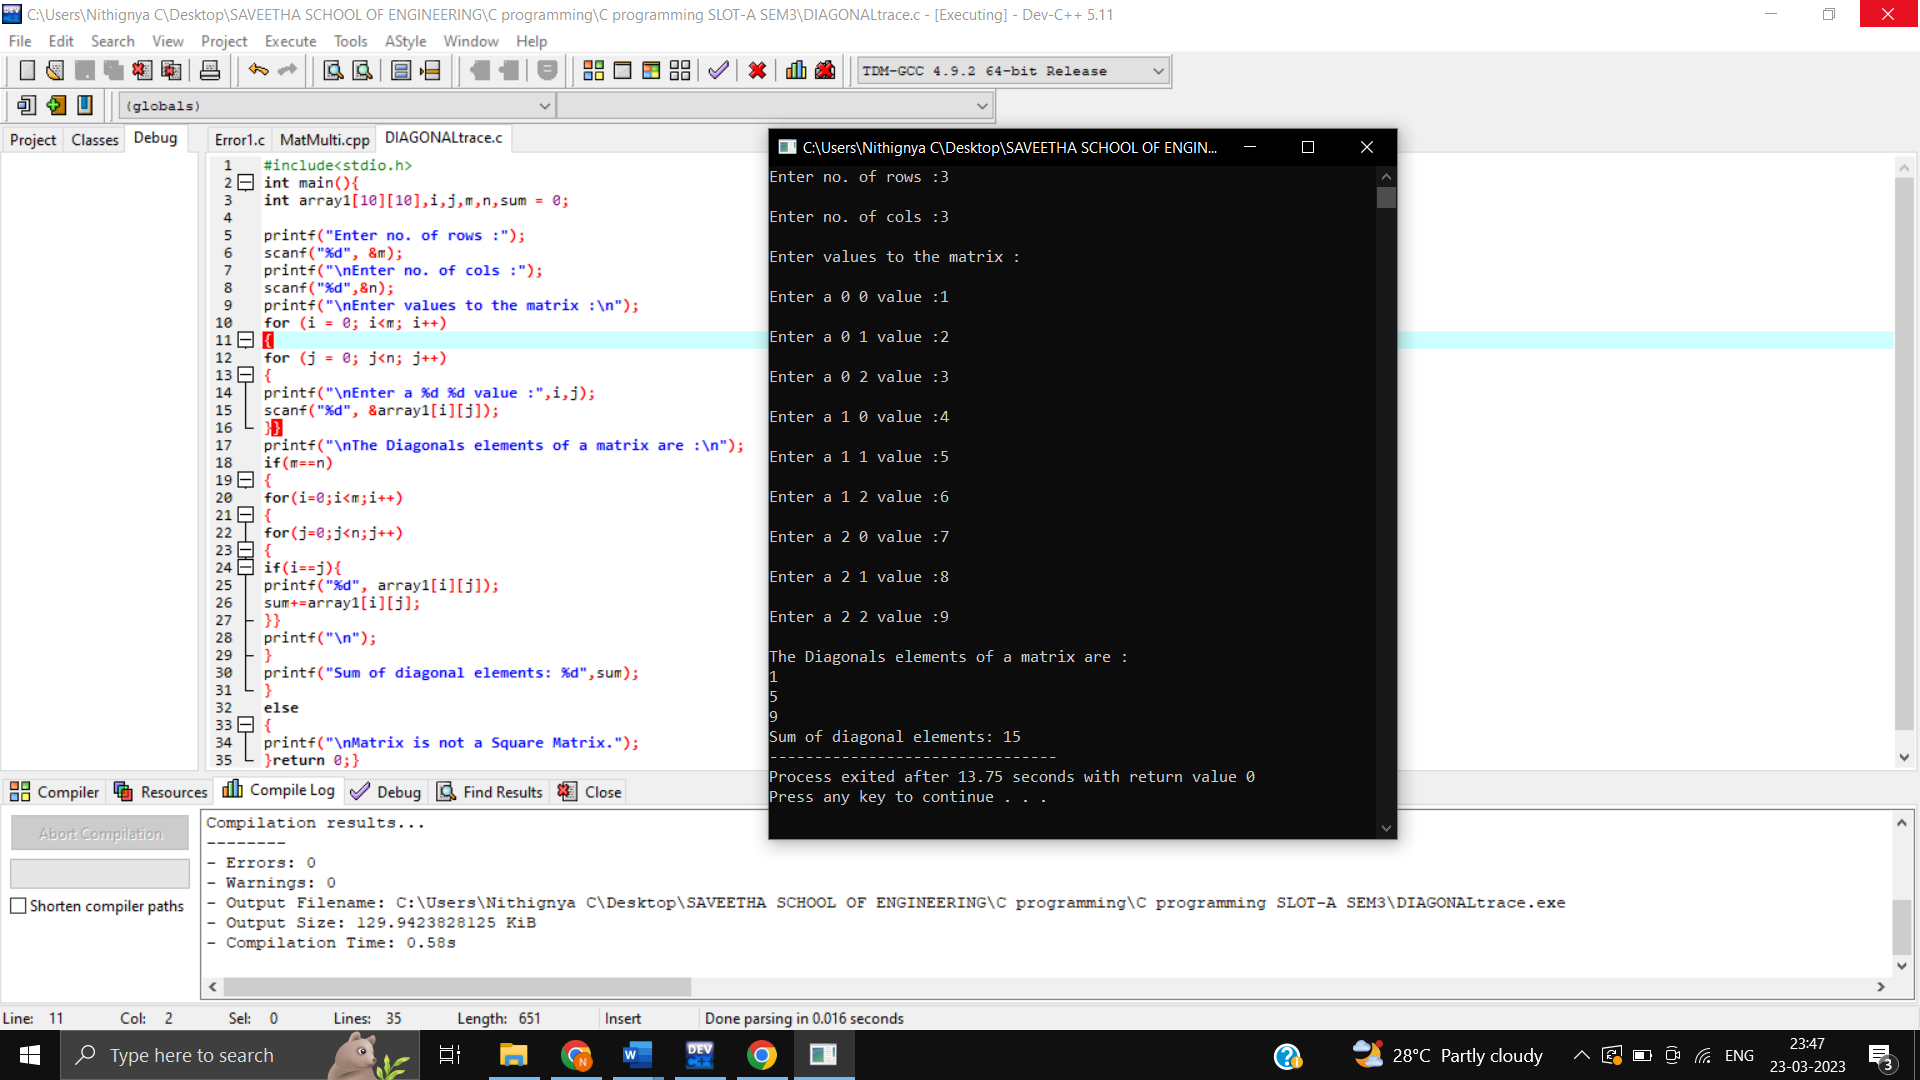 C:\Users\Nithignya C\Desktop\SAVEETHA SCHOOL OF ENGINEERING\C programming\C programming SLOT-A SEM3\DIAGONALtrace.c - [Executing] - Dev-C++ 5.11
File Edit Search View Project Execute Tools AStyle Window Help
TDM-GCC 4.9.2 64-bit Release
(globals)
Project Classes Debug
Error1.c MatMulti.cpp DIAGONALtrace.c
1 #include<stdio.h>
2 int main(){
3 int array1[10][10],i,j,m,n,sum = 0;
4
5 printf("Enter no. of rows :");
6 scanf("%d", &m);
7 printf("\nEnter no. of cols :");
8 scanf("%d",&n);
9 printf("\nEnter values to the matrix :\n");
10 for (i = 0; i<m; i++)
11 {
12 for (j = 0; j<n; j++)
13 {
14 printf("\nEnter a %d %d value :",i,j);
15 scanf("%d", &array1[i][j]);
16 }}
17 printf("\nThe Diagonals elements of a matrix are :\n");
18 if(m==n)
19 {
20 for(i=0;i<m;i++)
21 {
22 for(j=0;j<n;j++)
23 {
24 if(i==j){
25 printf("%d", array1[i][j]);
26 sum+=array1[i][j];
27 }}
28 printf("\n");
29 }
30 printf("Sum of diagonal elements: %d",sum);
31 }
32 else
33 {
34 printf("\nMatrix is not a Square Matrix.");
35 }return 0;}
C:\Users\Nithignya C\Desktop\SAVEETHA SCHOOL OF ENGIN...
Enter no. of rows :3
Enter no. of cols :3
Enter values to the matrix :
Enter a 0 0 value :1
Enter a 0 1 value :2
Enter a 0 2 value :3
Enter a 1 0 value :4
Enter a 1 1 value :5
Enter a 1 2 value :6
Enter a 2 0 value :7
Enter a 2 1 value :8
Enter a 2 2 value :9
The Diagonals elements of a matrix are :
1
5
9
Sum of diagonal elements: 15
--------------------------------
Process exited after 13.75 seconds with return value 0
Press any key to continue . . .
Compiler Resources Compile Log Debug Find Results Close
Abort Compilation
Shorten compiler paths
Compilation results...
--------
- Errors: 0
- Warnings: 0
- Output Filename: C:\Users\Nithignya C\Desktop\SAVEETHA SCHOOL OF ENGINEERING\C programming\C programming SLOT-A SEM3\DIAGONALtrace.exe
- Output Size: 129.9423828125 KiB
- Compilation Time: 0.58s
Line: 11 Col: 2 Sel: 0 Lines: 35 Length: 651 Insert Done parsing in 0.016 seconds
Type here to search
28°C Partly cloudy
ENG
23:47
23-03-2023
3